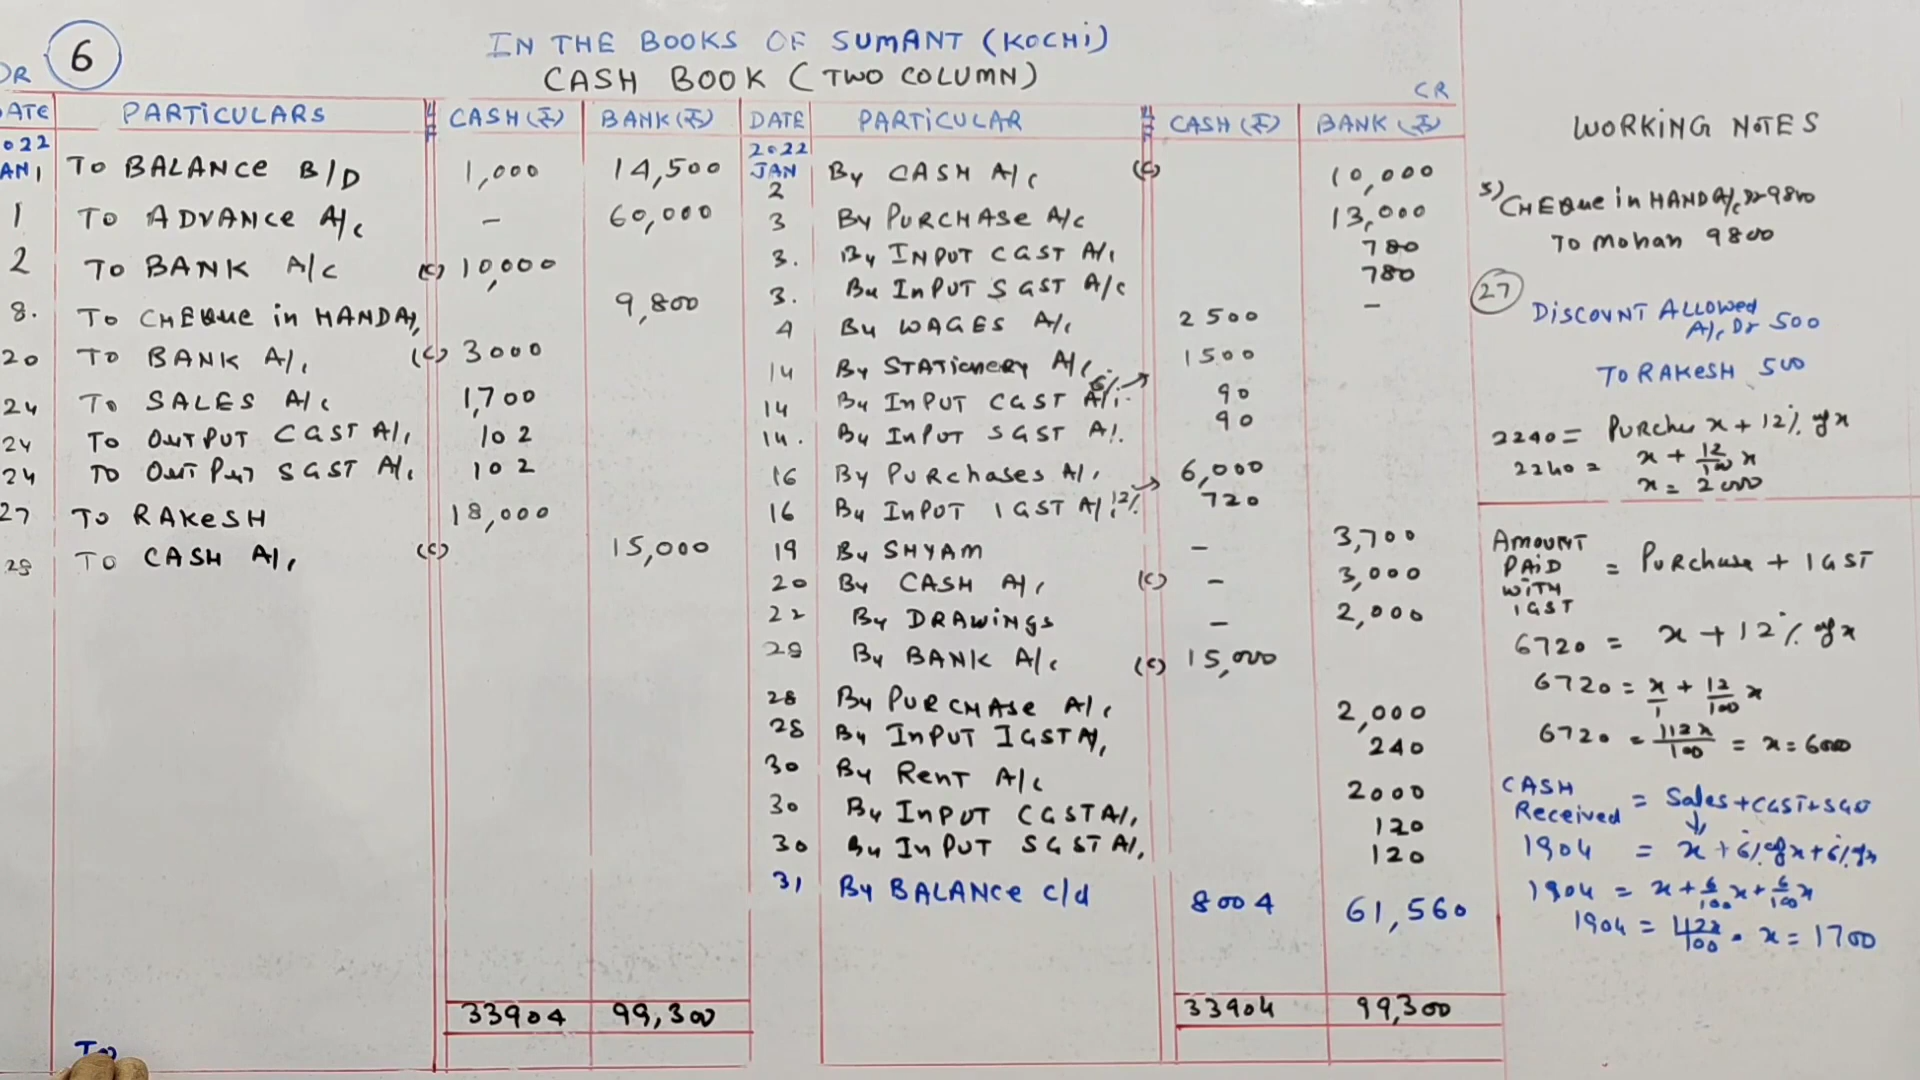 6
IN THE BOOKS OF SUMANT (KOCHI)
CASH BOOK (TWO COLUMN)
DR
CR
DATE PARTICULARS LF CASH (₹) BANK (₹) DATE PARTICULAR LF CASH (₹) BANK (₹)
2022 JAN 1 TO BALANCE B/D 1,000 14,500
1 TO ADVANCE A/c – 60,000
2 TO BANK A/c (C) 10,000
8. TO CHEQUE in HAND A/c 9,800
20 TO BANK A/c (C) 3000
24 TO SALES A/c 1,700
24 TO OUTPUT CGST A/c 102
24 TO OUTPUT SGST A/c 102
27 TO RAKESH 18,000
28 TO CASH A/c (C) 15,000
33904 99,300
To
2022 JAN 2 By CASH A/c (C) 10,000
3 By PURCHASE A/c 13,000
3. By INPUT CGST A/c 780
3. By INPUT SGST A/c 780
4 By WAGES A/c 2500 –
14 By STATIONERY A/c 1500
14 By INPUT CGST A/c 6% → 90
14. By INPUT SGST A/c 90
16 By PURchases A/c 6,000
16 By INPUT IGST A/c 12% → 720
19 By SHYAM – 3,700
20 By CASH A/c (C) – 3,000
22 By DRAWINGS – 2,000
28 By BANK A/c (C) 15,000
28 By PURCHASE A/c 2,000
28 By INPUT IGST A/c 240
30 By RENT A/c 2000
30 By INPUT CGST A/c 120
30 By INPUT SGST A/c 120
31 By BALANCE c/d 8004 61,560
33904 99,300
WORKING NOTES
5) CHEQUE in HAND A/c Dr 9800
TO Mohan 9800
27
DISCOUNT ALLOWED
A/c Dr 500
TO RAKESH 500
2240 = Purchase x + 12% of x
2240 = x + 12/100 x
x = 2000
AMOUNT PAID WITH IGST = Purchase + IGST
6720 = x + 12% of x
6720 = x/1 + 12/100 x
6720 = 112x/100 = x = 6000
CASH Received = Sales + CGST + SGST
↓
1904 = x + 6% of x + 6% of x
1904 = x + 6/100 x + 6/100 x
1904 = 112x/100 = x = 1700